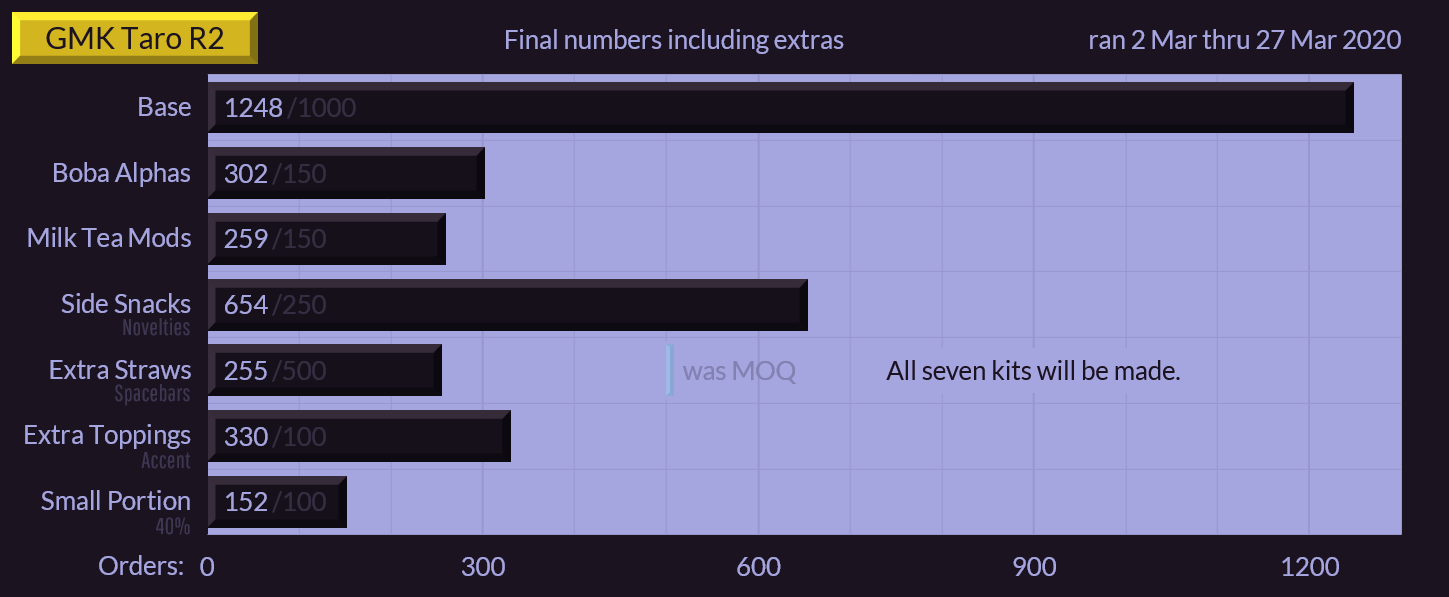 GMK Taro R2
Final numbers including extras
ran 2 Mar thru 27 Mar 2020
Base
1248 /1000
Boba Alphas
302 /150
Milk Tea Mods
259 /150
Side Snacks
Novelties
654 /250
Extra Straws
Spacebars
255 /500
was MOQ
All seven kits will be made.
Extra Toppings
Accent
330 /100
Small Portion
40%
152 /100
Orders: 0 300 600 900 1200